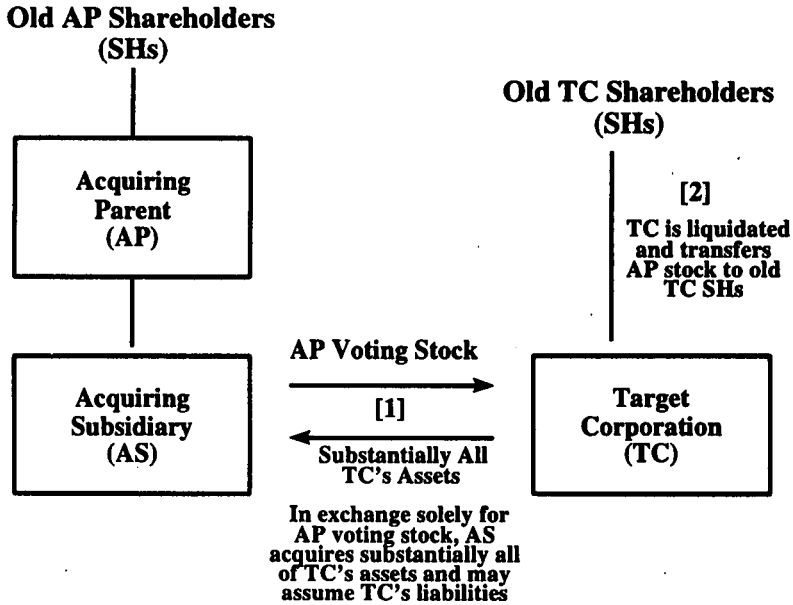 Old AP Shareholders
(SHs)
Old TC Shareholders
(SHs)
Acquiring
Parent
(AP)
[2]
TC is liquidated
and transfers
AP stock to old
TC SHs
AP Voting Stock
Acquiring
Subsidiary
(AS)
[1]
Target
Corporation
(TC)
Substantially All
TC's Assets
In exchange solely for
AP voting stock, AS
acquires substantially all
of TC's assets and may
assume TC's liabilities